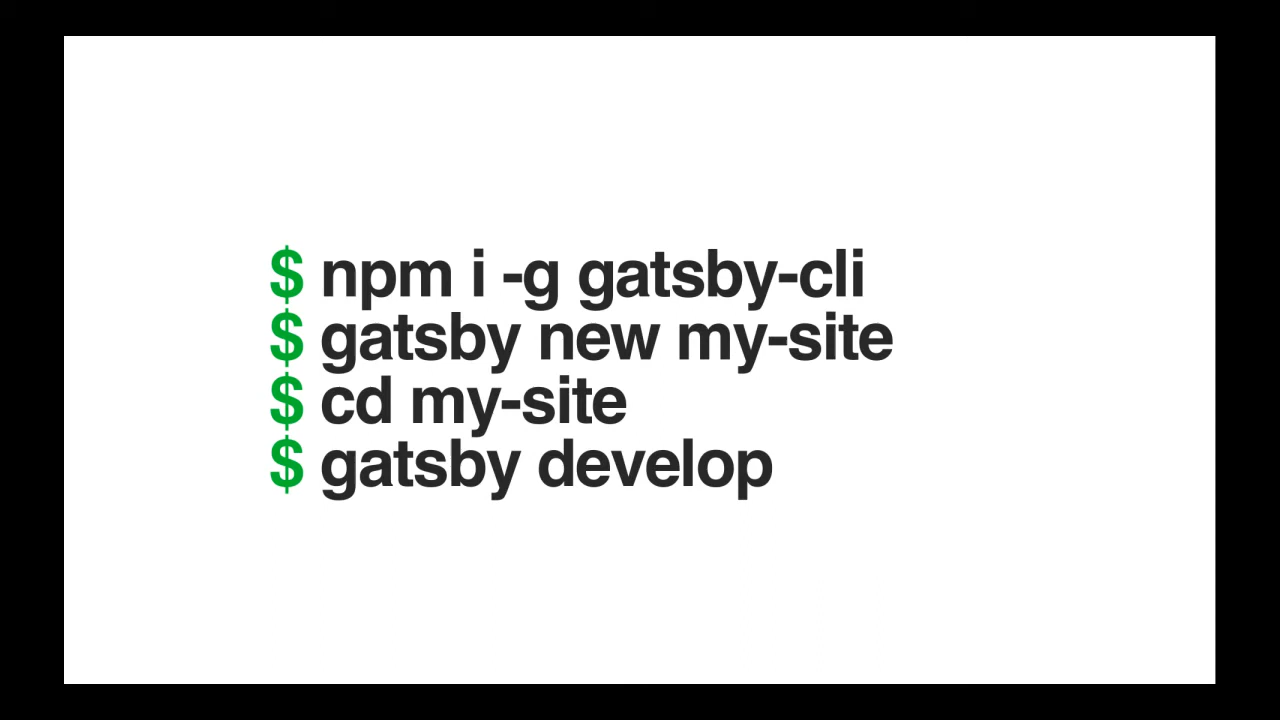 $ npm i -g gatsby-cli
$ gatsby new my-site
$ cd my-site
$ gatsby develop